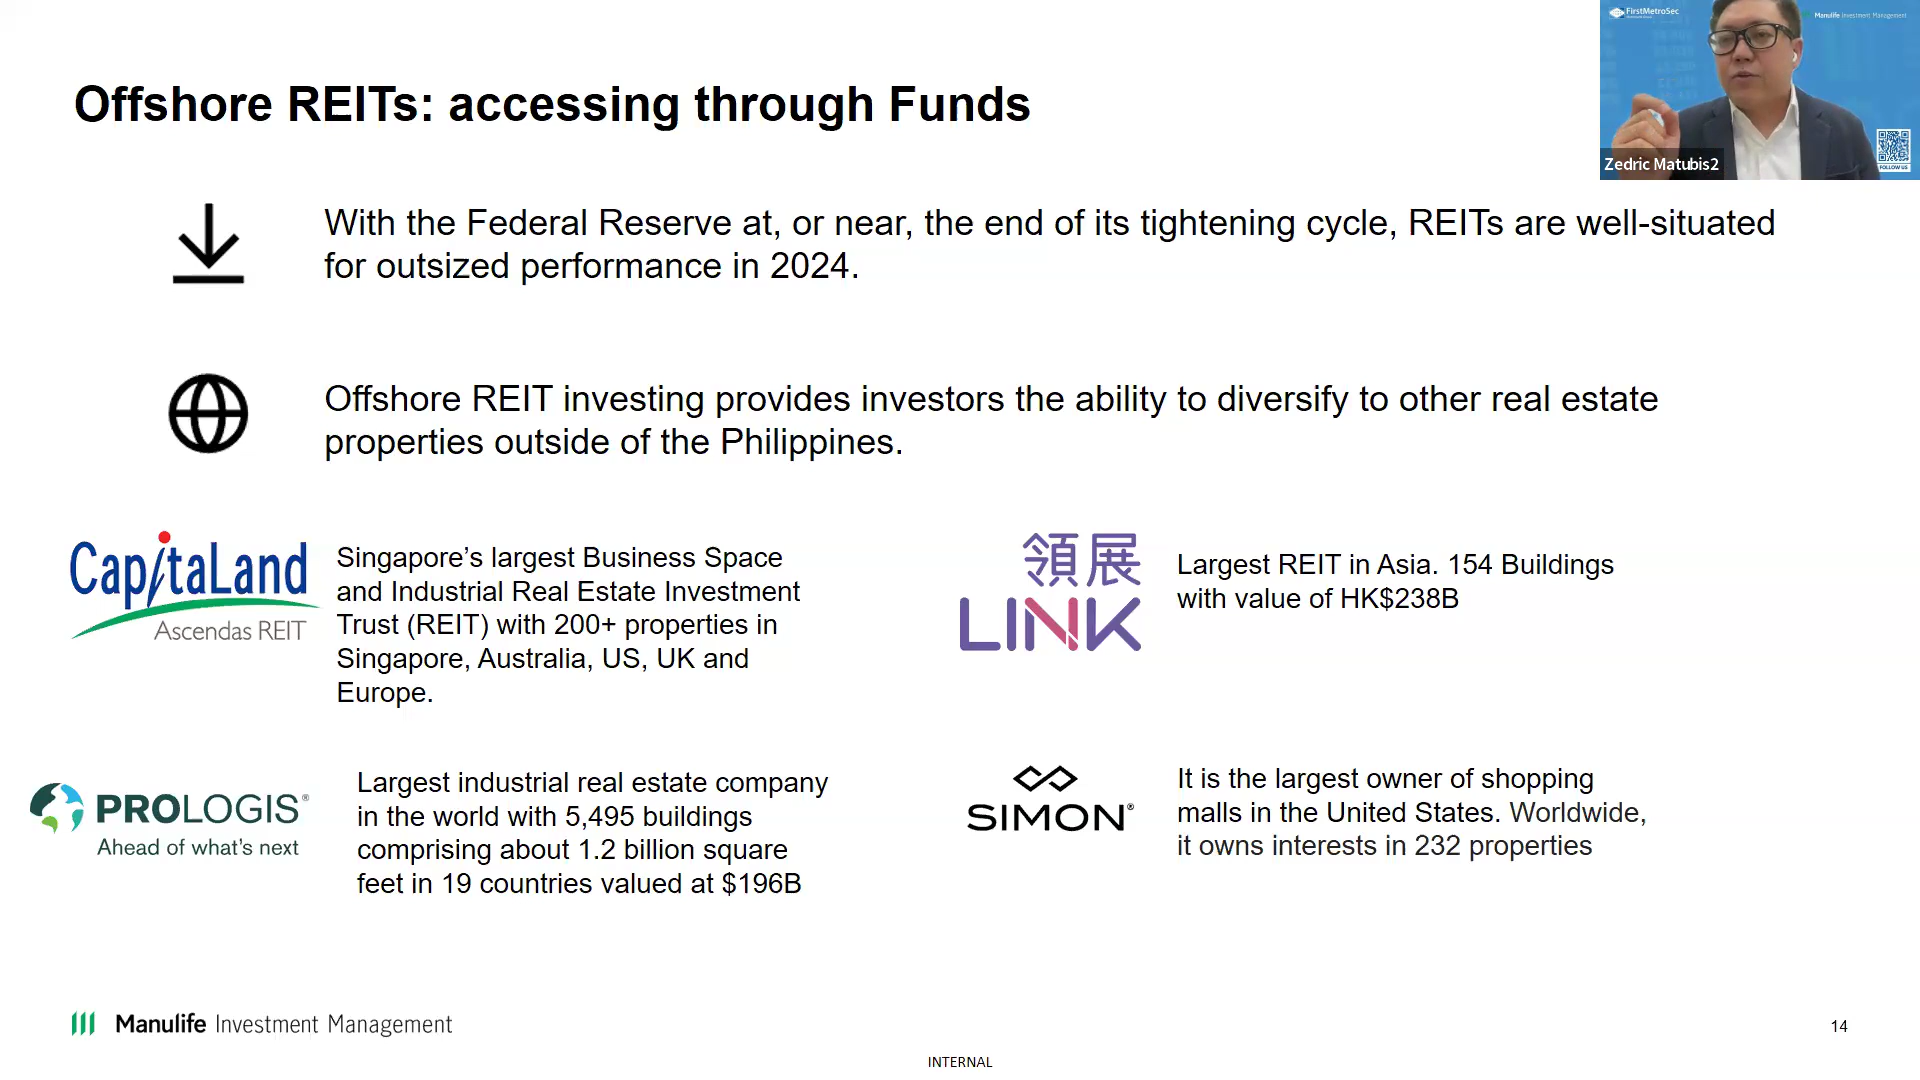 FirstMetroSec
Manulife Investment Management
FOLLOW US
Zedric Matubis2
Offshore REITs: accessing through Funds
With the Federal Reserve at, or near, the end of its tightening cycle, REITs are well-situated
for outsized performance in 2024.
Offshore REIT investing provides investors the ability to diversify to other real estate
properties outside of the Philippines.
CapitaLand
Ascendas REIT
Singapore’s largest Business Space
and Industrial Real Estate Investment
Trust (REIT) with 200+ properties in
Singapore, Australia, US, UK and
Europe.
領展
LINK
Largest REIT in Asia. 154 Buildings
with value of HK$238B
PROLOGIS®
Ahead of what’s next
Largest industrial real estate company
in the world with 5,495 buildings
comprising about 1.2 billion square
feet in 19 countries valued at $196B
SIMON®
It is the largest owner of shopping
malls in the United States. Worldwide,
it owns interests in 232 properties
Manulife Investment Management
14
INTERNAL